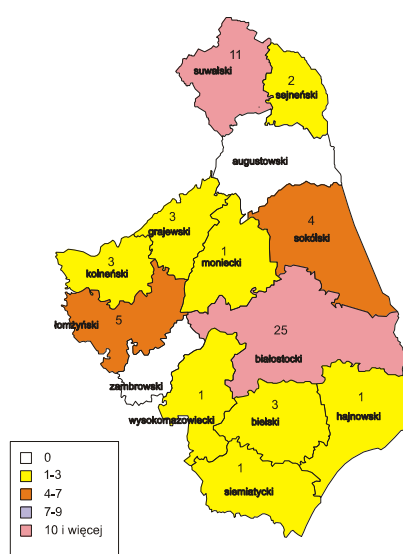 11
suwalski
2
sejneński
augustowski
3
grajewski
4
sokólski
1
moniecki
3
kolneński
5
łomżyński
25
białostocki
zambrowski
1
wysokomazowiecki
3
bielski
1
hajnowski
1
siemiatycki
0
1-3
4-7
7-9
10 i więcej